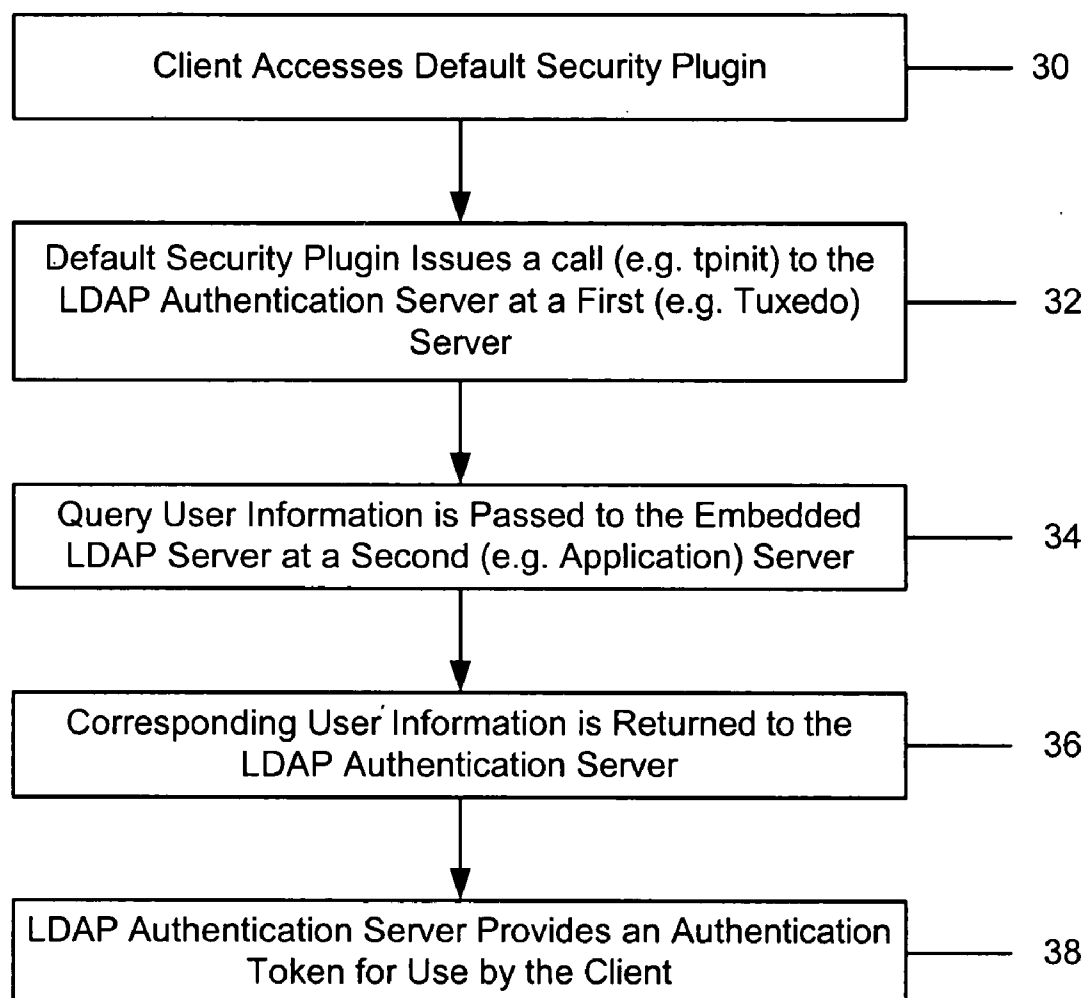 Client Accesses Default Security Plugin
30
Default Security Plugin Issues a call (e.g. tpinit) to the
LDAP Authentication Server at a First (e.g. Tuxedo)
Server
32
Query User Information is Passed to the Embedded
LDAP Server at a Second (e.g. Application) Server
34
Corresponding User Information is Returned to the
LDAP Authentication Server
36
LDAP Authentication Server Provides an Authentication
Token for Use by the Client
38